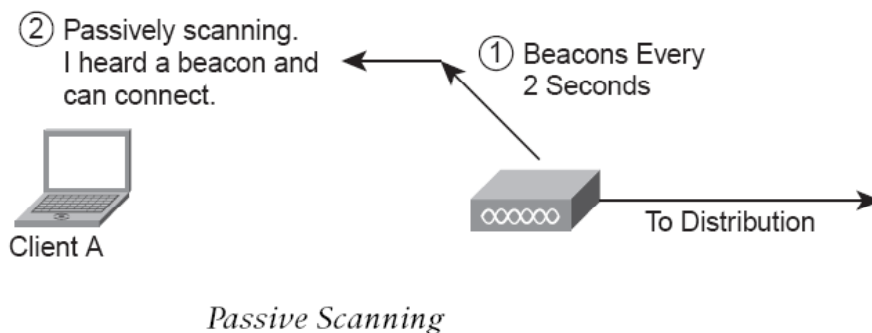 ① Beacons Every
2 Seconds
② Passively scanning.
I heard a beacon and
can connect.
Client A
To Distribution
Passive Scanning